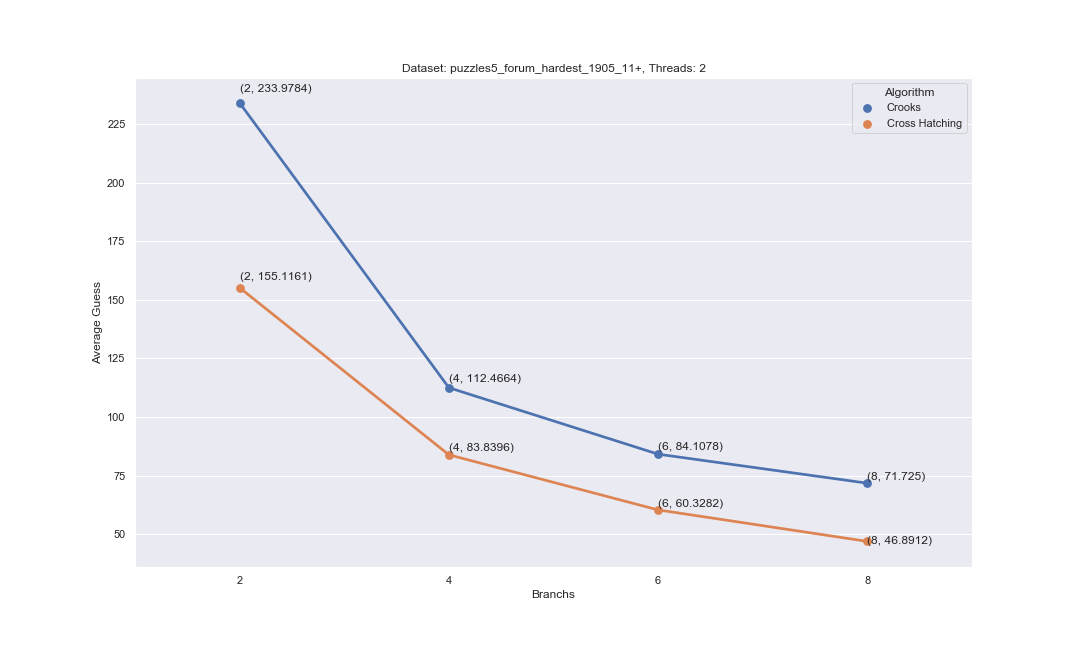 Dataset: puzzles5_forum_hardest_1905_11+, Threads: 2
Algorithm
Crooks
Cross Hatching
(2, 233.9784)
(2, 155.1161)
(4, 112.4664)
(4, 83.8396)
(6, 84.1078)
(6, 60.3282)
(8, 71.725)
(8, 46.8912)
Average Guess
225
200
175
150
125
100
75
50
2 4 6 8
Branchs